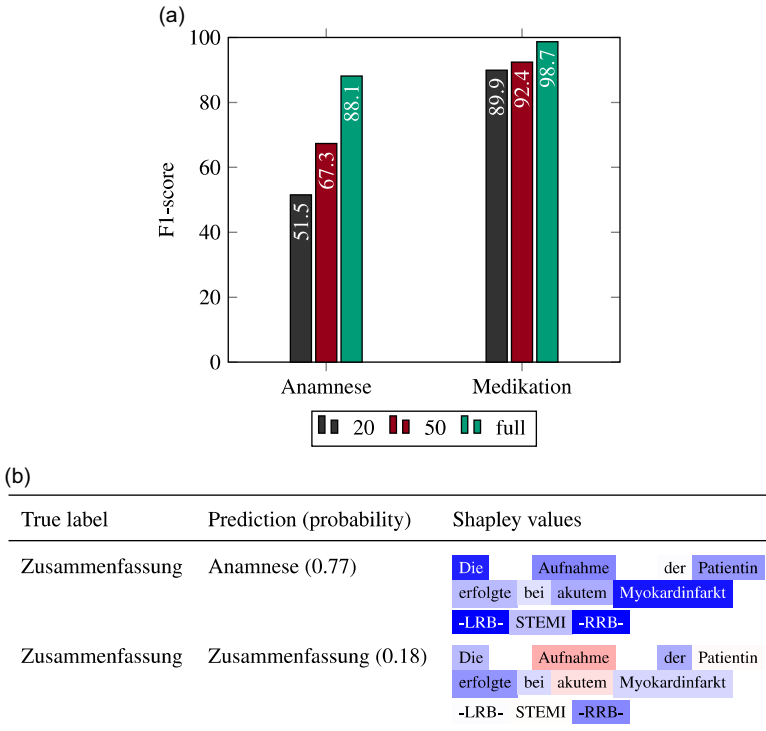 (a)
100
80
60
40
20
0
F1-score
51.5
67.3
88.1
89.9
92.4
98.7
Anamnese Medikation
20 50 full
(b)
True label Prediction (probability) Shapley values
Zusammenfassung Anamnese (0.77) Die Aufnahme der Patientin
erfolgte bei akutem Myokardinfarkt
-LRB- STEMI -RRB-
Zusammenfassung Zusammenfassung (0.18) Die Aufnahme der Patientin
erfolgte bei akutem Myokardinfarkt
-LRB- STEMI -RRB-